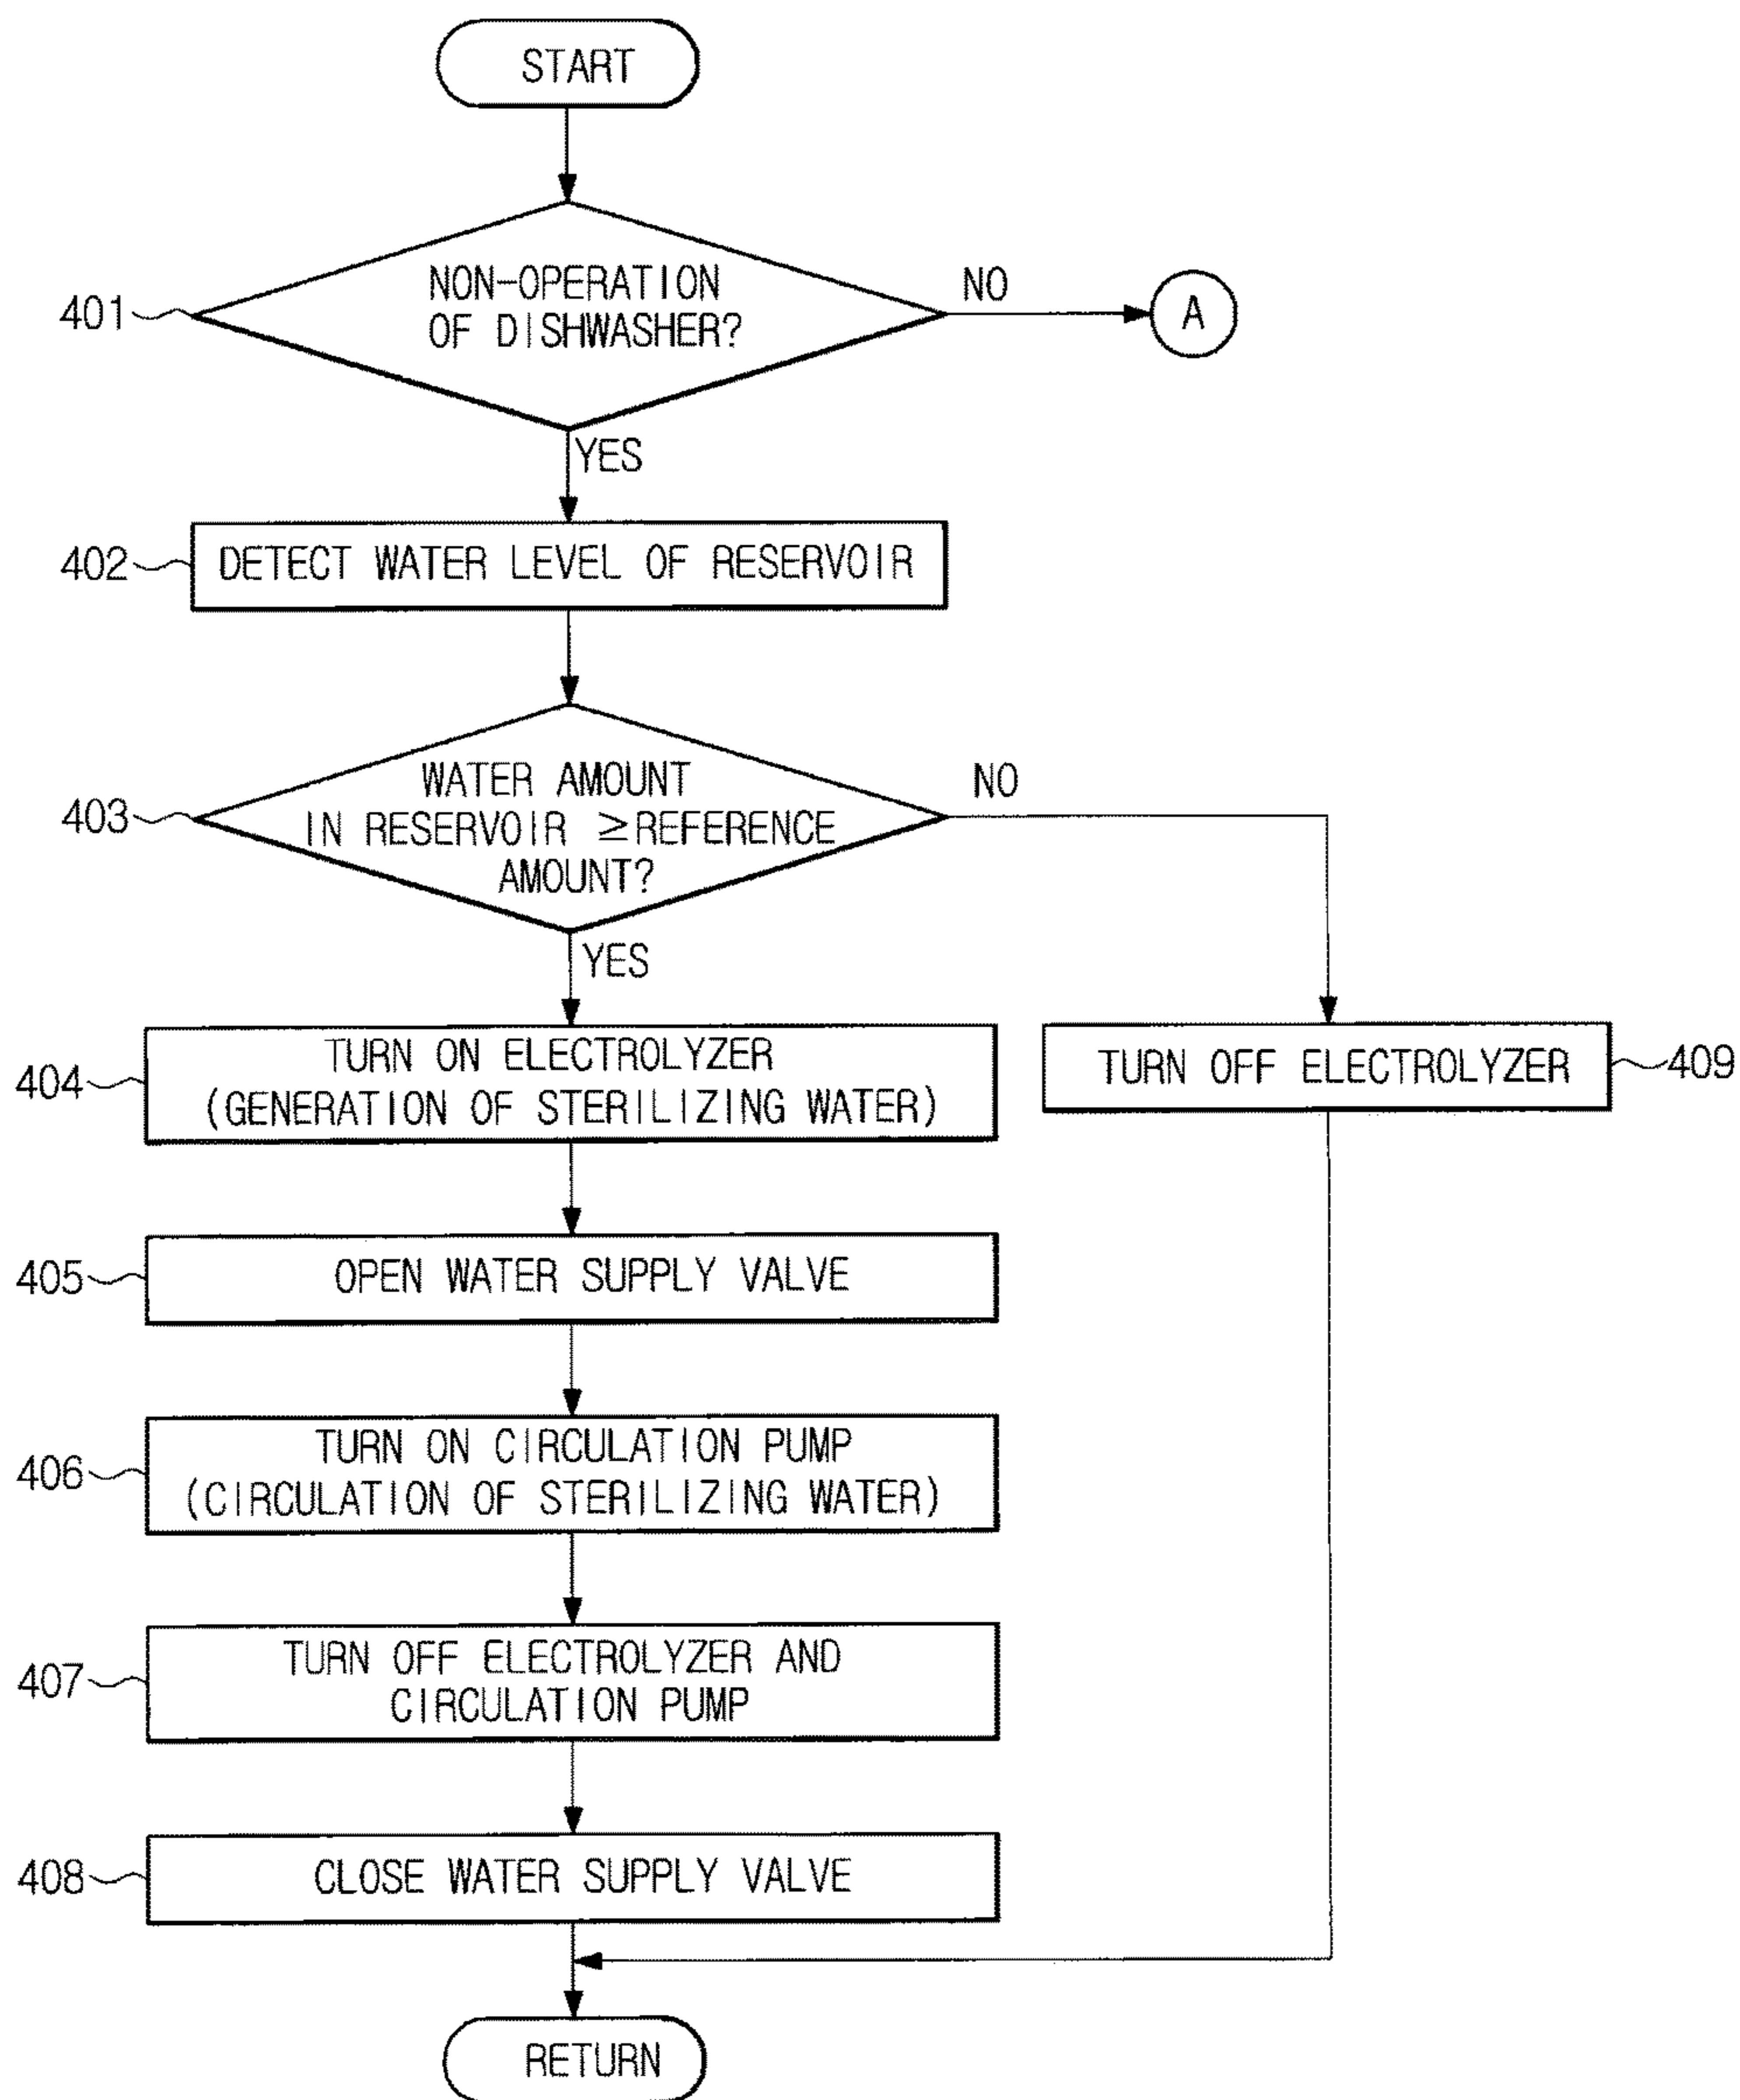 START
401
NON-OPERATION
OF DISHWASHER?
NO
A
YES
402
DETECT WATER LEVEL OF RESERVOIR
403
WATER AMOUNT
IN RESERVOIR ≥REFERENCE
AMOUNT?
NO
YES
404
TURN ON ELECTROLYZER
(GENERATION OF STERILIZING WATER)
TURN OFF ELECTROLYZER
409
405
OPEN WATER SUPPLY VALVE
406
TURN ON CIRCULATION PUMP
(CIRCULATION OF STERILIZING WATER)
407
TURN OFF ELECTROLYZER AND
CIRCULATION PUMP
408
CLOSE WATER SUPPLY VALVE
RETURN